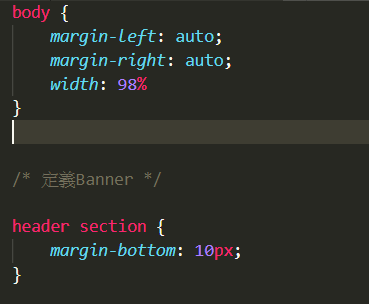 body {
margin-left: auto;
margin-right: auto;
width: 98%
}
/* 定義Banner */
header section {
margin-bottom: 10px;
}